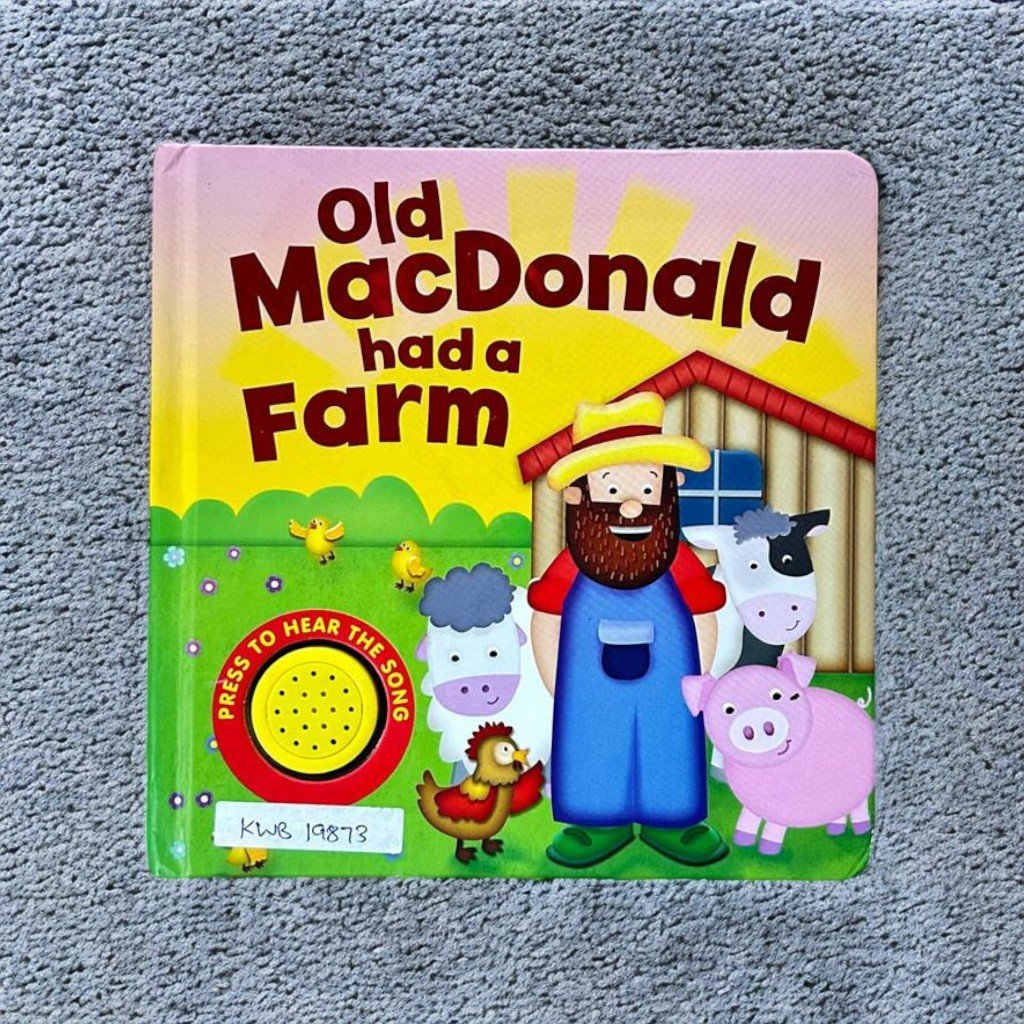 Old
MacDonald
had a
Farm
PRESS TO HEAR THE SONG
KWB 19873